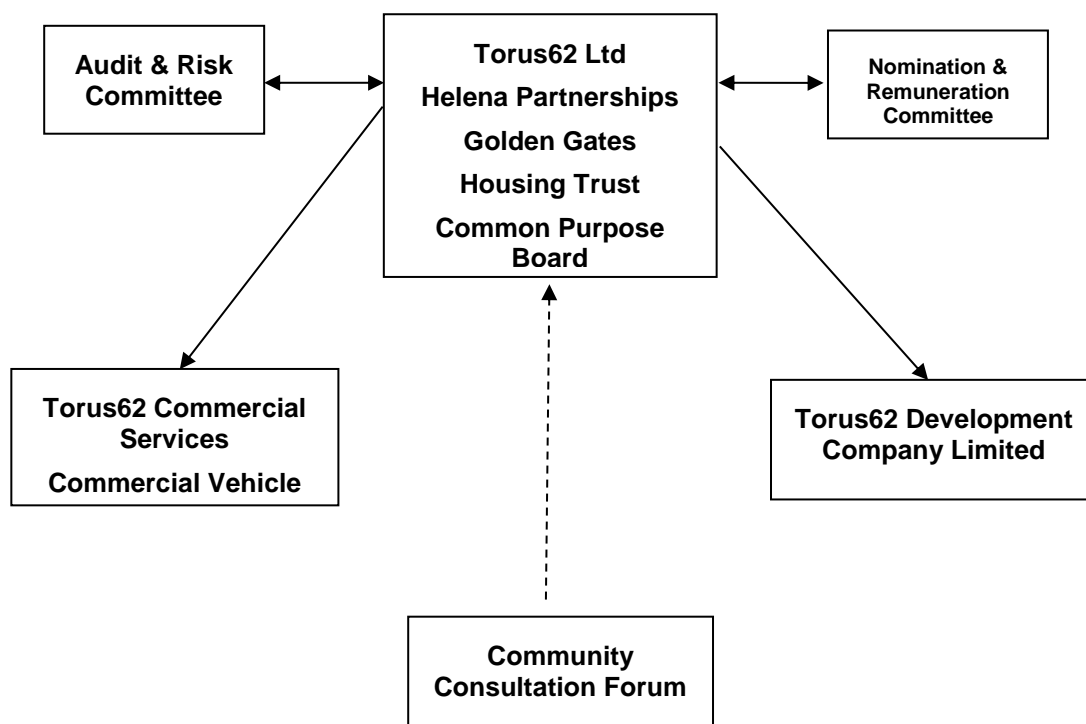 Audit & Risk
Committee
Torus62 Ltd
Helena Partnerships
Golden Gates
Housing Trust
Common Purpose
Board
Nomination &
Remuneration
Committee
Torus62 Commercial
Services
Commercial Vehicle
Torus62 Development
Company Limited
Community
Consultation Forum